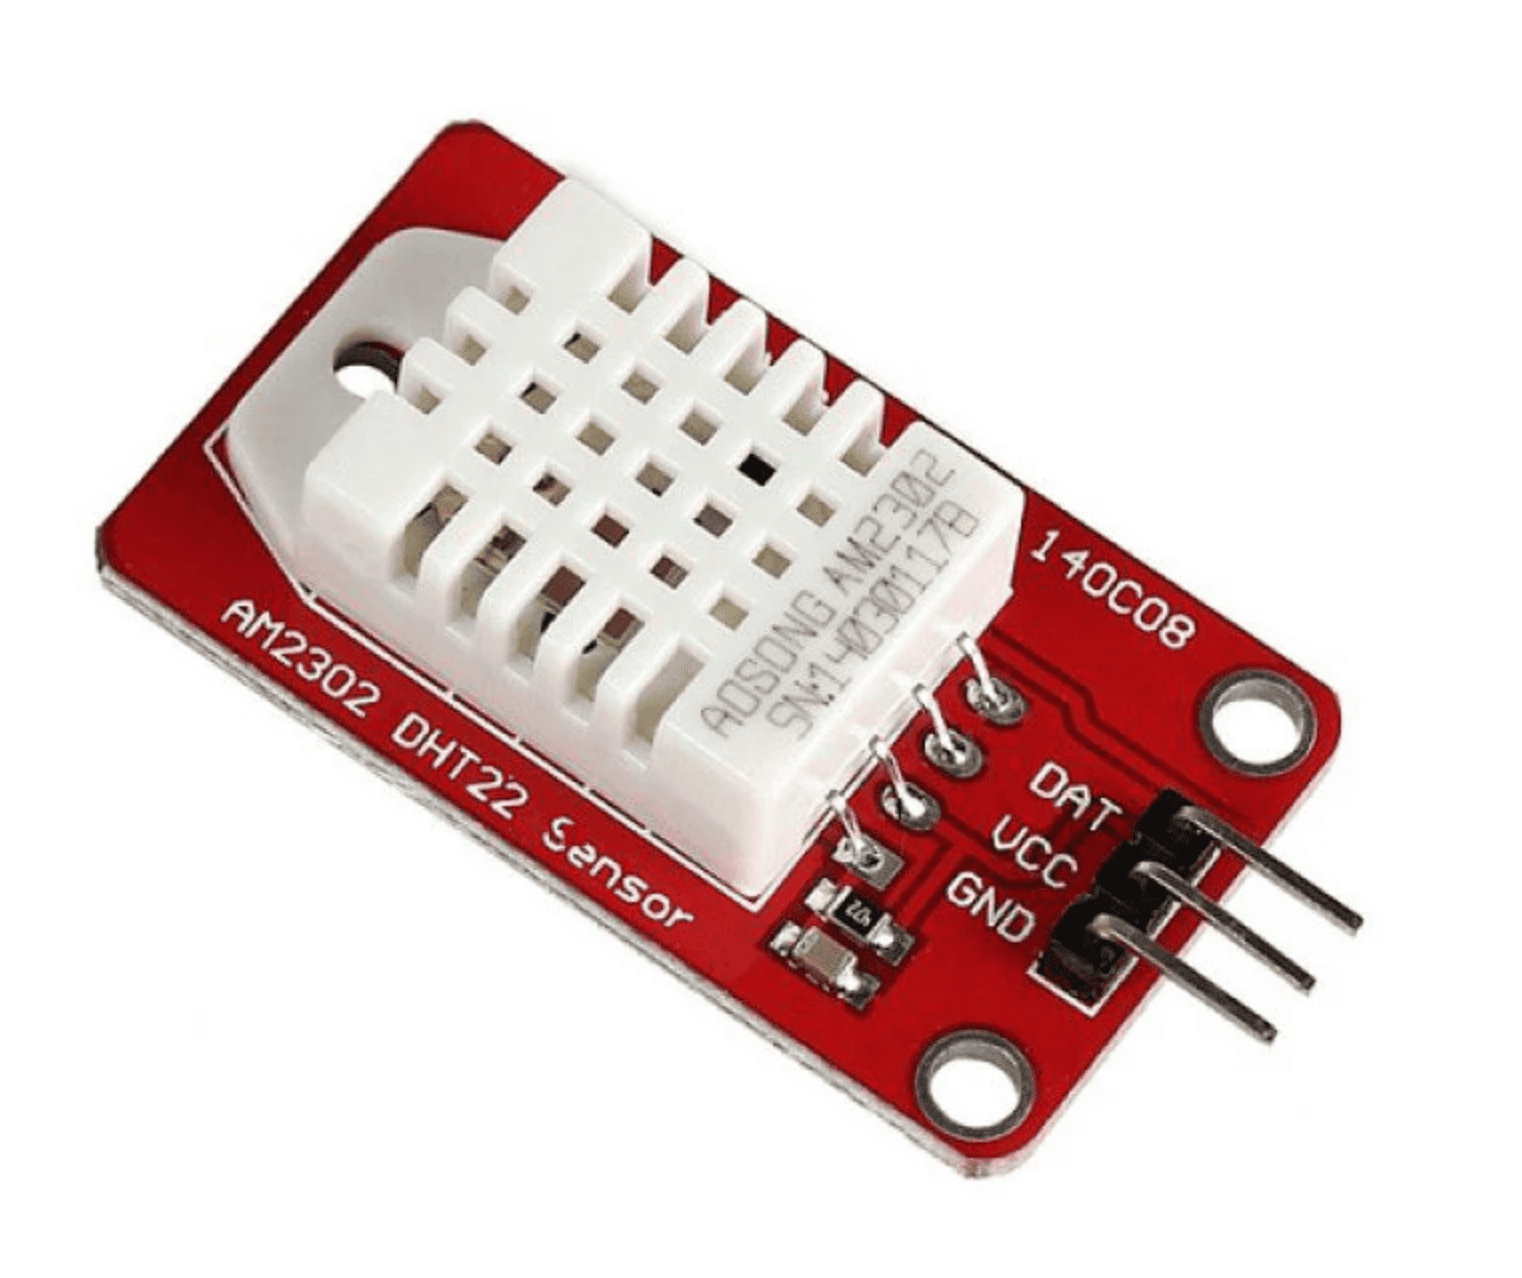 AOSONG AM2302
SN:1403011178
140C08
AM2302 DHT22 Sensor
DAT
VCC
GND